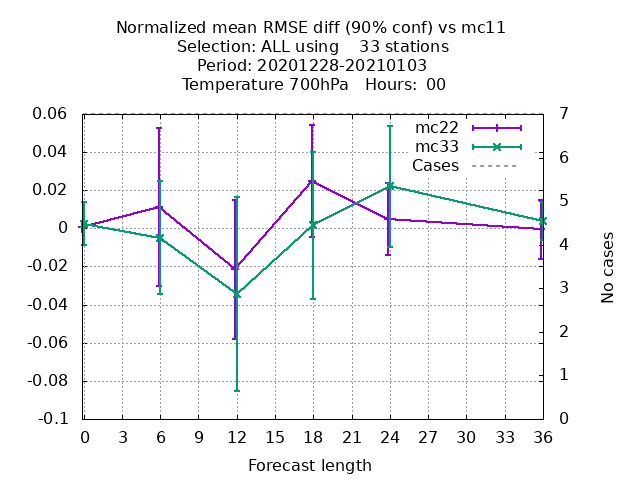 Normalized mean RMSE diff (90% conf) vs mc11
Selection: ALL using    33 stations
Period: 20201228-20210103
Temperature 700hPa   Hours:  00
0.06
0.04
0.02
0
-0.02
-0.04
-0.06
-0.08
-0.1
mc22
mc33
Cases
7
6
5
4
3
2
1
0
No cases
0 3 6 9 12 15 18 21 24 27 30 33 36
Forecast length